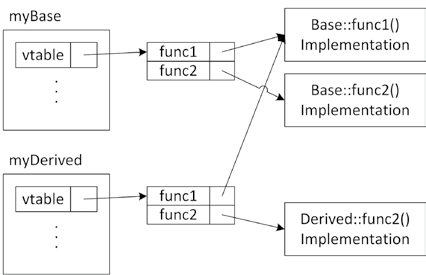 myBase
vtable
func1
func2
Base::func1()
Implementation
Base::func2()
Implementation
myDerived
vtable
func1
func2
Derived::func2()
Implementation